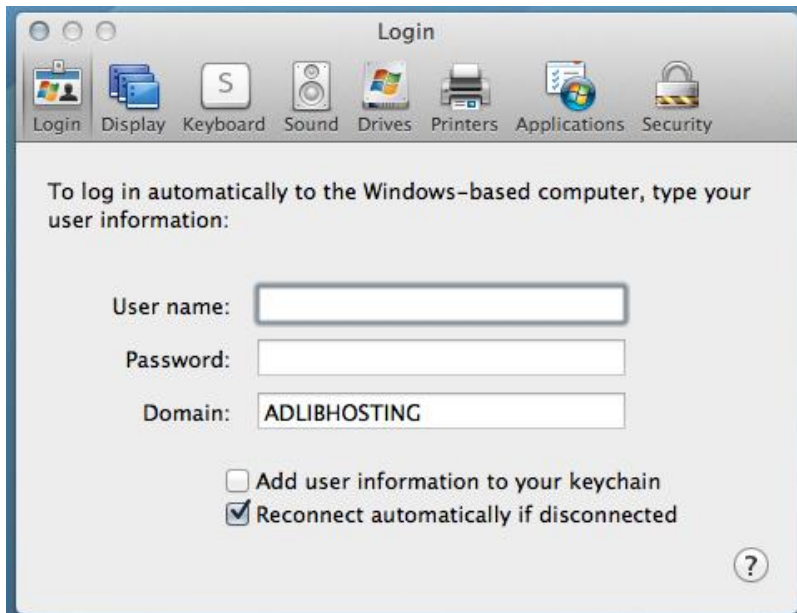 Login
S
Login Display Keyboard Sound Drives Printers Applications Security
To log in automatically to the Windows-based computer, type your
user information:
User name:
Password:
Domain: ADLIBHOSTING
Add user information to your keychain
Reconnect automatically if disconnected
?